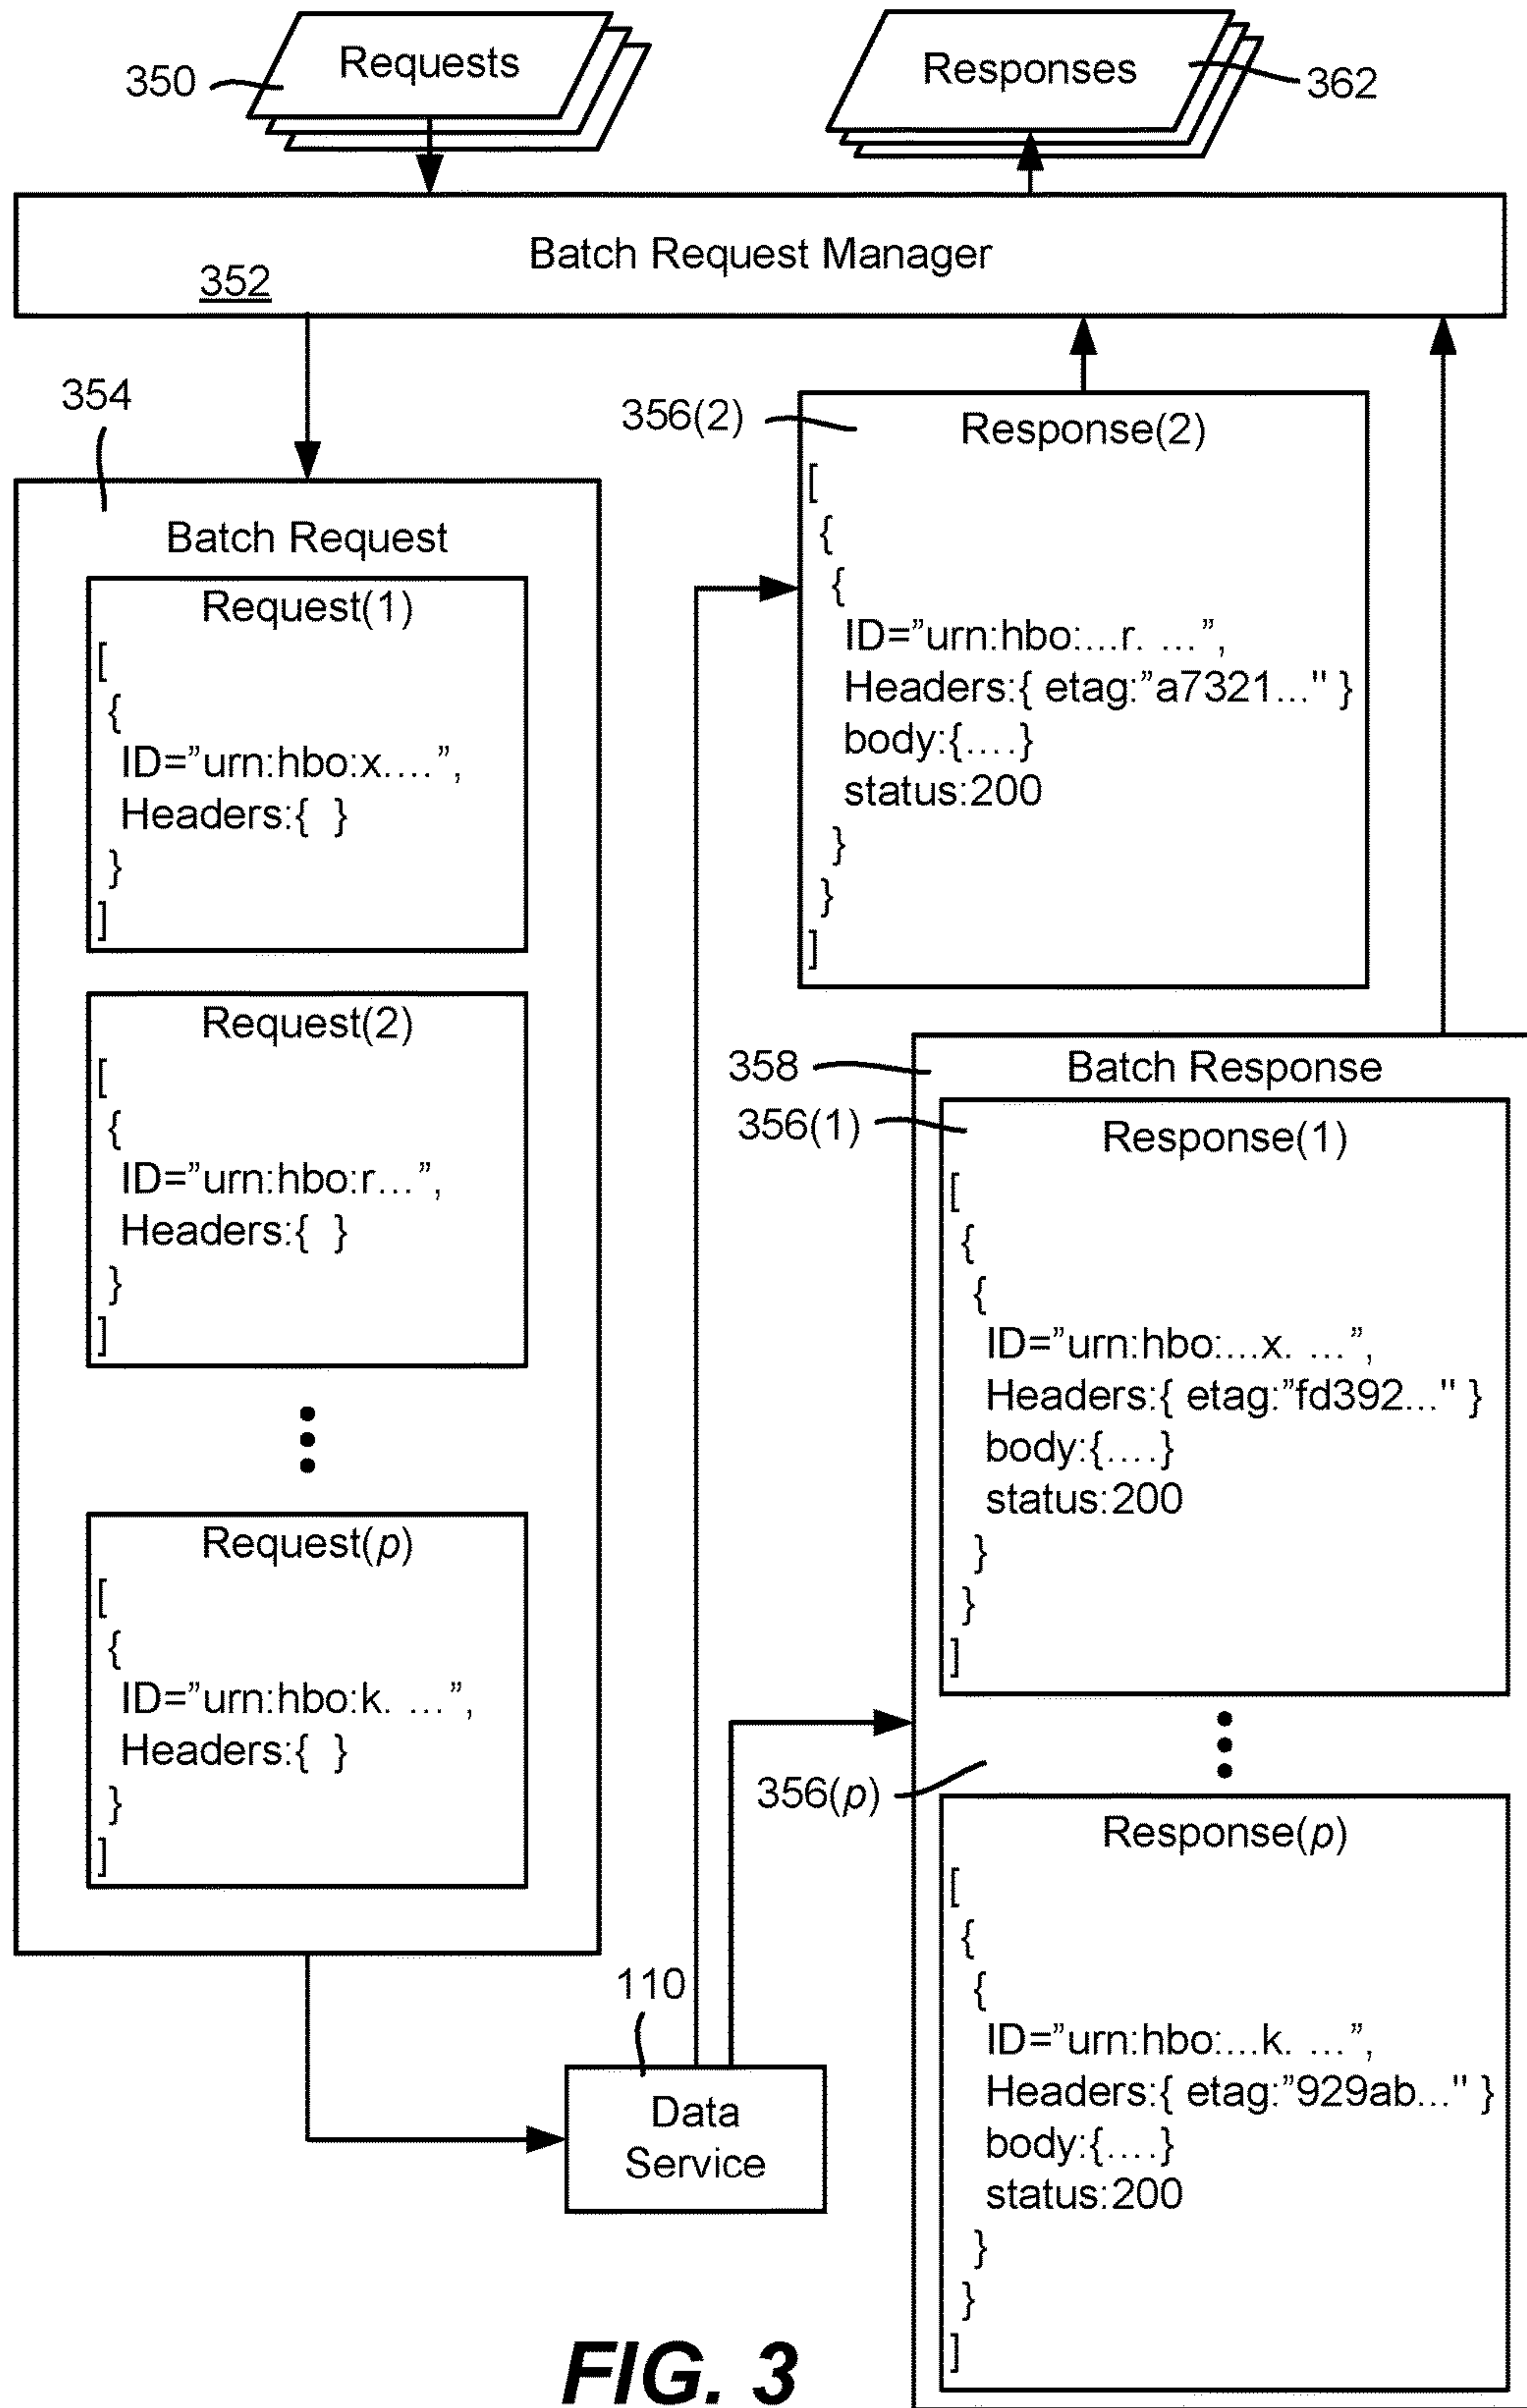 Requests
350
Responses
362
Batch Request Manager
352
354
Batch Request
Request(1)
[
{
ID=”urn:hbo:x....”,
Headers:{  }
}
]
Request(2)
[
{
ID=”urn:hbo:r...”,
Headers:{  }
}
]
Request(p)
[
{
ID=”urn:hbo:k. ...”,
Headers:{  }
}
]
110
Data
Service
356(2)
Response(2)
[
{
{
ID=”urn:hbo:...r. ...”,
Headers:{ etag:”a7321..." }
body:{....}
status:200
}
}
]
358
Batch Response
356(1)
Response(1)
[
{
{
ID=”urn:hbo:...x. ...”,
Headers:{ etag:”fd392..." }
body:{....}
status:200
}
}
]
356(p)
Response(p)
[
{
{
ID=”urn:hbo:...k. ...”,
Headers:{ etag:”929ab..." }
body:{....}
status:200
}
}
]
FIG. 3